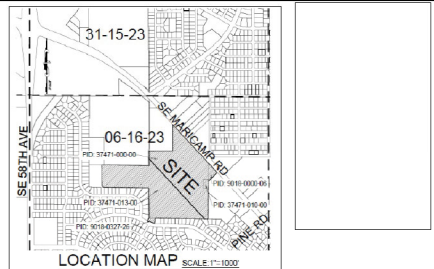 31-15-23
SE MARICAMP RD
06-16-23
SE 58TH AVE
PID: 37471-000-00
SITE
PID: 9018-0000-06
PID: 37471-013-00
PID: 37471-010-00
PID: 9018-0327-26
PINE RD
LOCATION MAP SCALE:1"=1000'